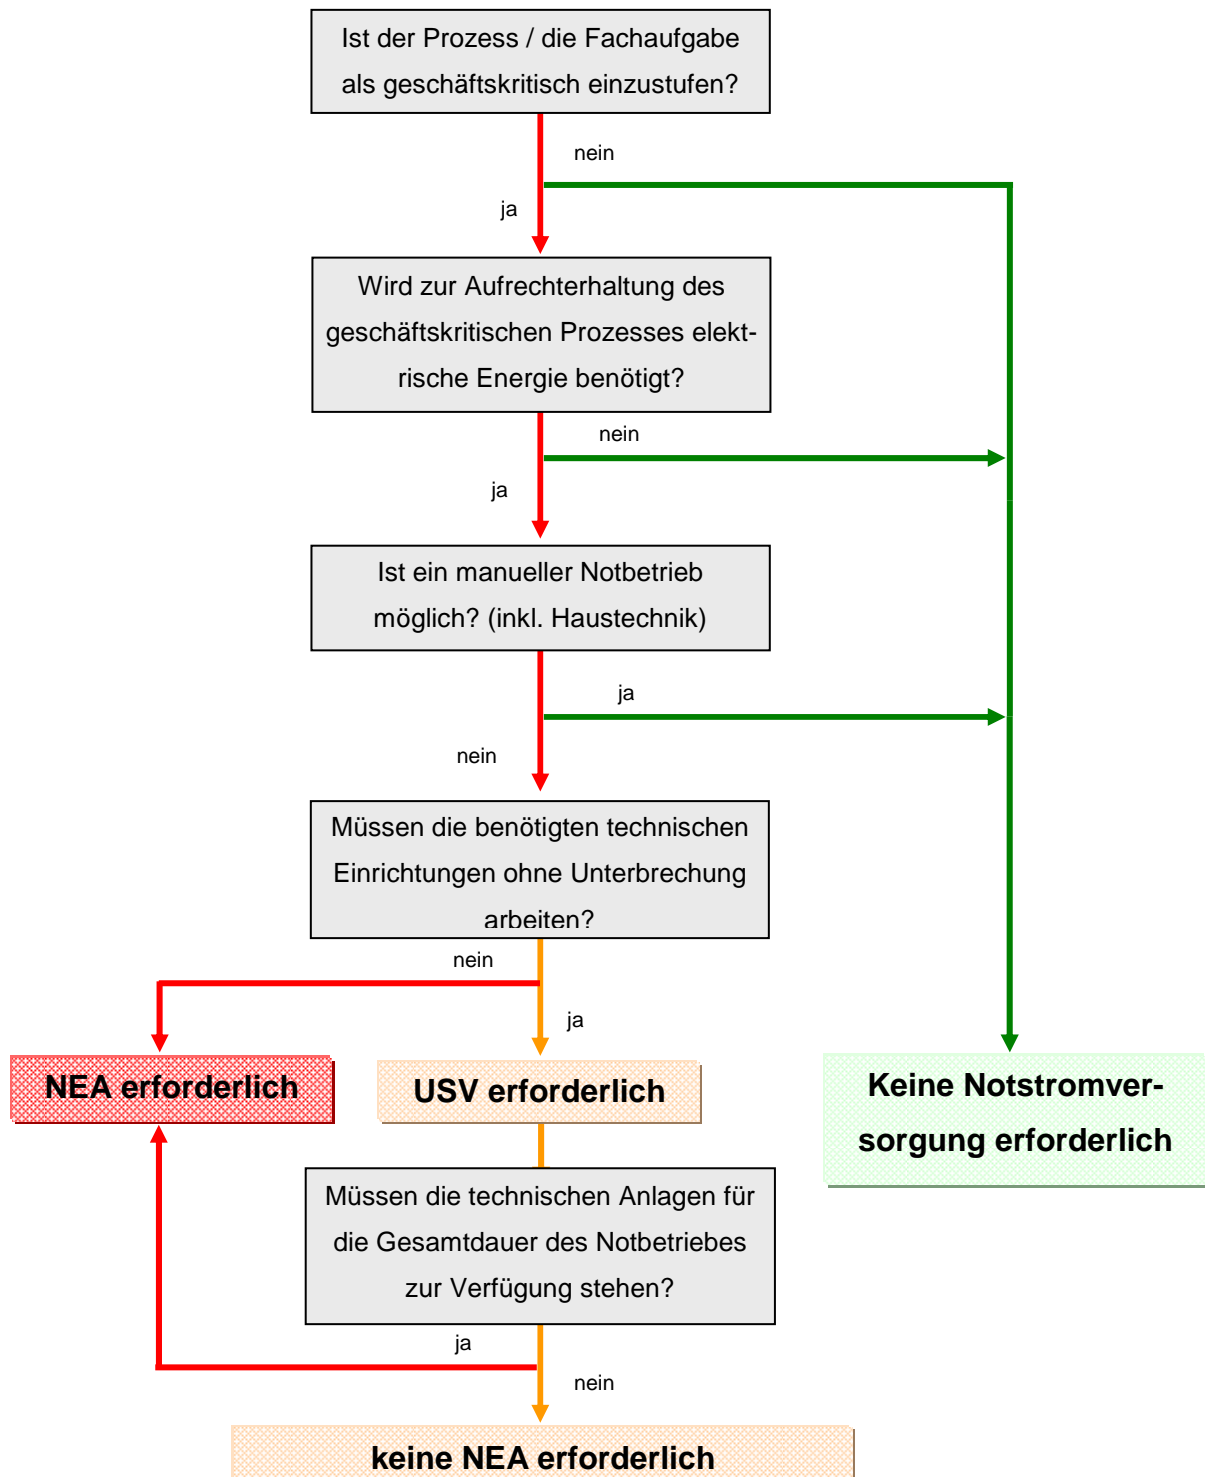 Ist der Prozess / die Fachaufgabe
als geschäftskritisch einzustufen?
nein
ja
Wird zur Aufrechterhaltung des
geschäftskritischen Prozesses elekt-
rische Energie benötigt?
nein
ja
Ist ein manueller Notbetrieb
möglich? (inkl. Haustechnik)
ja
nein
Müssen die benötigten technischen
Einrichtungen ohne Unterbrechung
arbeiten?
nein
ja
NEA erforderlich
USV erforderlich
Keine Notstromver-
sorgung erforderlich
Müssen die technischen Anlagen für
die Gesamtdauer des Notbetriebes
zur Verfügung stehen?
ja
nein
keine NEA erforderlich